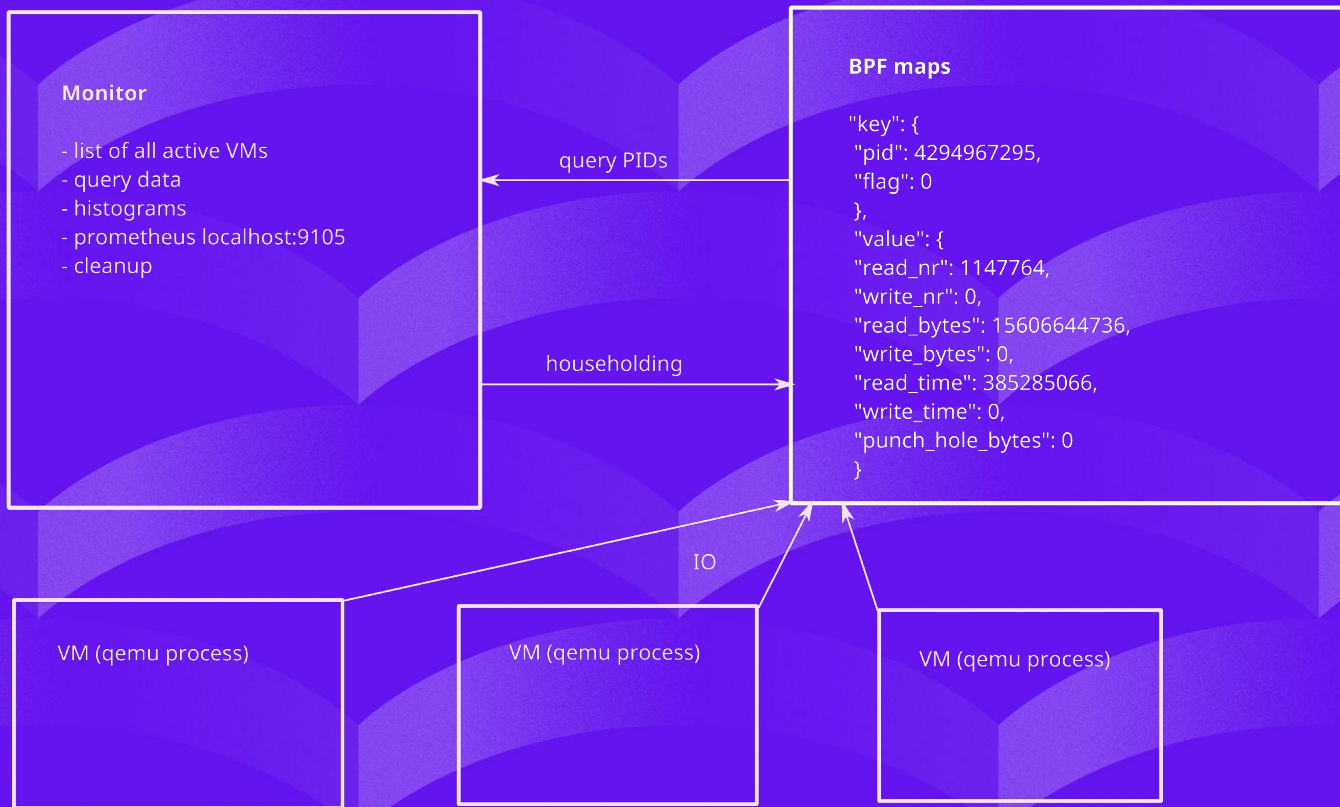 Monitor
- list of all active VMs
- query data
- histograms
- prometheus localhost:9105
- cleanup
query PIDs
householding
BPF maps
"key": {
"pid": 4294967295,
"flag": 0
},
"value": {
"read_nr": 1147764,
"write_nr": 0,
"read_bytes": 15606644736,
"write_bytes": 0,
"read_time": 385285066,
"write_time": 0,
"punch_hole_bytes": 0
}
IO
VM (qemu process)
VM (qemu process)
VM (qemu process)